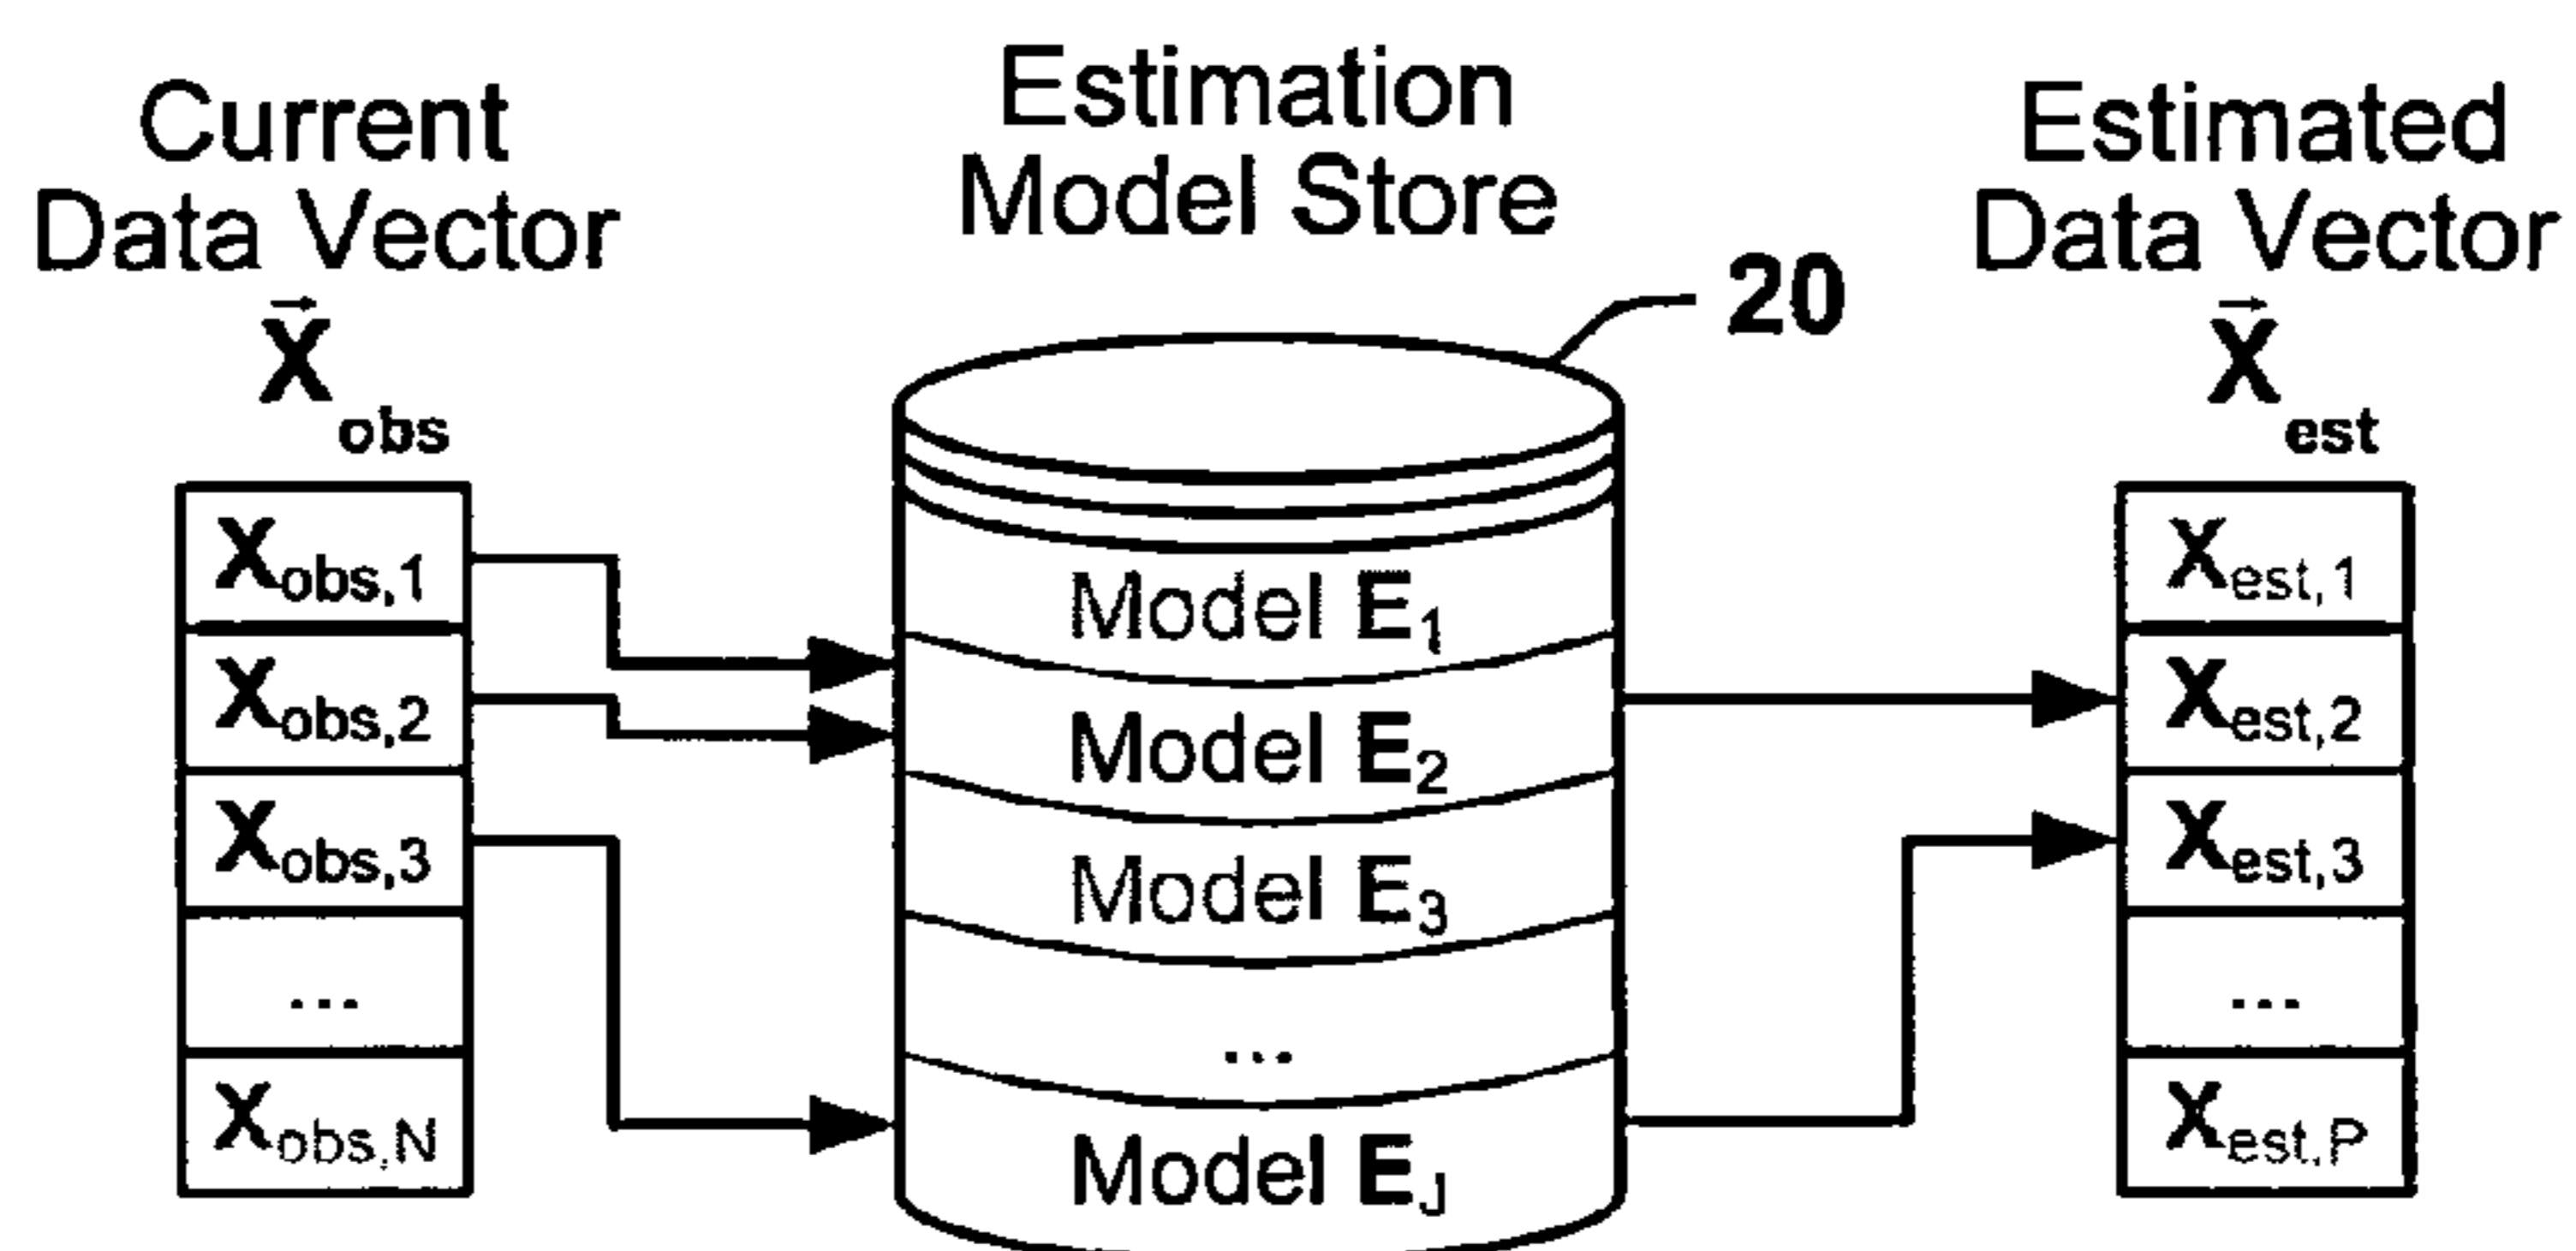 Current
Data Vector
X⃗obs
Xobs,1
Xobs,2
Xobs,3
...
Xobs,N
Estimation
Model Store
20
Model E1
Model E2
Model E3
...
Model EJ
Estimated
Data Vector
X⃗est
Xest,1
Xest,2
Xest,3
...
Xest,P